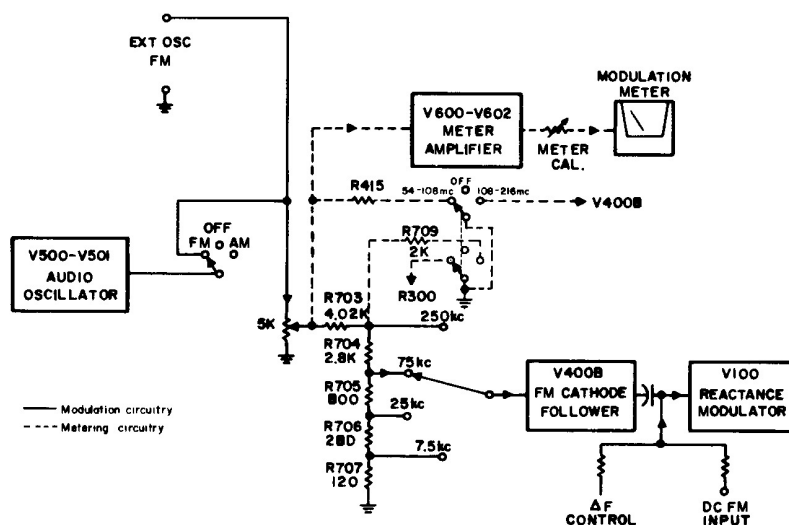 EXT OSC
FM
V600-V602
METER
AMPLIFIER
METER
CAL.
MODULATION
METER
R415
54-108mc
OFF
108-216mc
V400B
OFF
FM
AM
V500-V501
AUDIO
OSCILLATOR
R709
2K
R300
5K
R703
4.02K
250kc
R704
2.8K
75kc
R705
800
25kc
R706
280
7.5kc
R707
120
V400B
FM CATHODE
FOLLOWER
V100
REACTANCE
MODULATOR
Modulation circuitry
Metering circuitry
ΔF
CONTROL
DC FM
INPUT